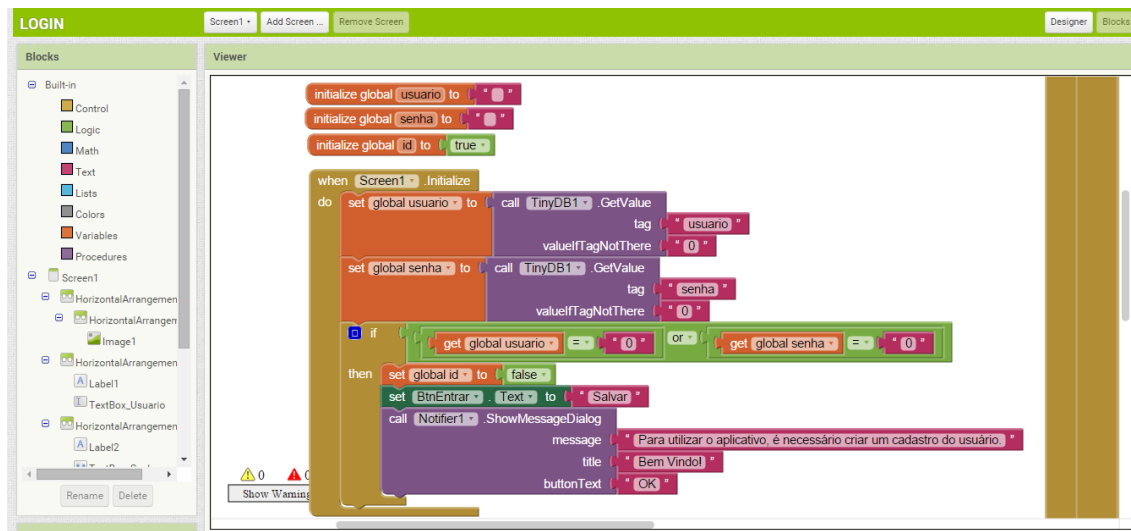 LOGIN
Screen1
Add Screen ...
Remove Screen
Designer
Blocks
Blocks
Viewer
Built-in
Control
Logic
Math
Text
Lists
Colors
Variables
Procedures
Screen1
HorizontalArrangemen
HorizontalArrangen
Image1
HorizontalArrangemen
Label1
TextBox_Usuario
HorizontalArrangemen
Label2
Rename Delete
initialize global usuario to " "
initialize global senha to " "
initialize global id to true
when Screen1 .Initialize
do set global usuario to call TinyDB1 .GetValue
tag " usuario "
valueIfTagNotThere " 0 "
set global senha to call TinyDB1 .GetValue
tag " senha "
valueIfTagNotThere " 0 "
if get global usuario = " 0 " or get global senha = " 0 "
then set global id to false
set BtnEntrar . Text to " Salvar "
call Notifier1 .ShowMessageDialog
message " Para utilizar o aplicativo, é necessário criar um cadastro do usuário. "
title " Bem Vindo! "
buttonText " OK "
0 0
Show Warning